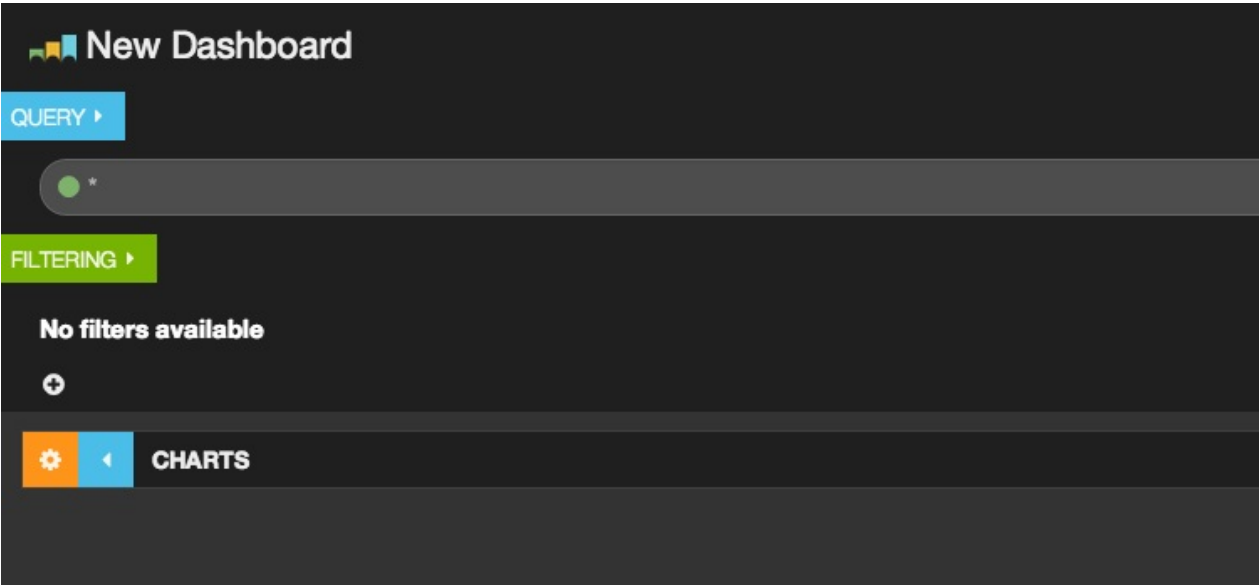 New Dashboard
QUERY
*
FILTERING
No filters available
CHARTS